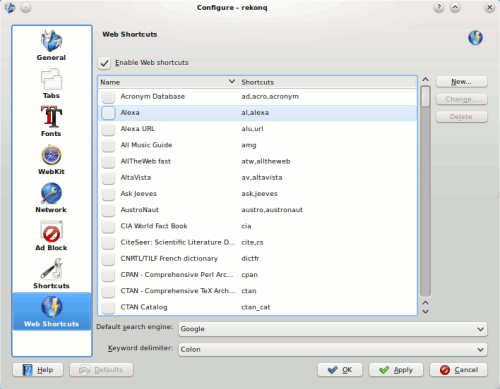 Configure - rekonq
General
Tabs
Fonts
WebKit
Network
Ad Block
Shortcuts
Web Shortcuts
Web Shortcuts
Enable Web shortcuts
Name Shortcuts
Acronym Database ad,acro,acronym
Alexa al,alexa
Alexa URL alu,url
All Music Guide amg
AllTheWeb fast atw,alltheweb
AltaVista av,altavista
Ask Jeeves ask,jeeves
AustroNaut austro,austronaut
CIA World Fact Book cia
CiteSeer: Scientific Literature D... cite,cs
CNRTL/TILF French dictionary dictfr
CPAN - Comprehensive Perl Arc... cpan
CTAN - Comprehensive TeX Arch... ctan
CTAN Catalog ctan_cat
New...
Change...
Delete
Default search engine: Google
Keyword delimiter: Colon
Help Defaults OK Apply Cancel